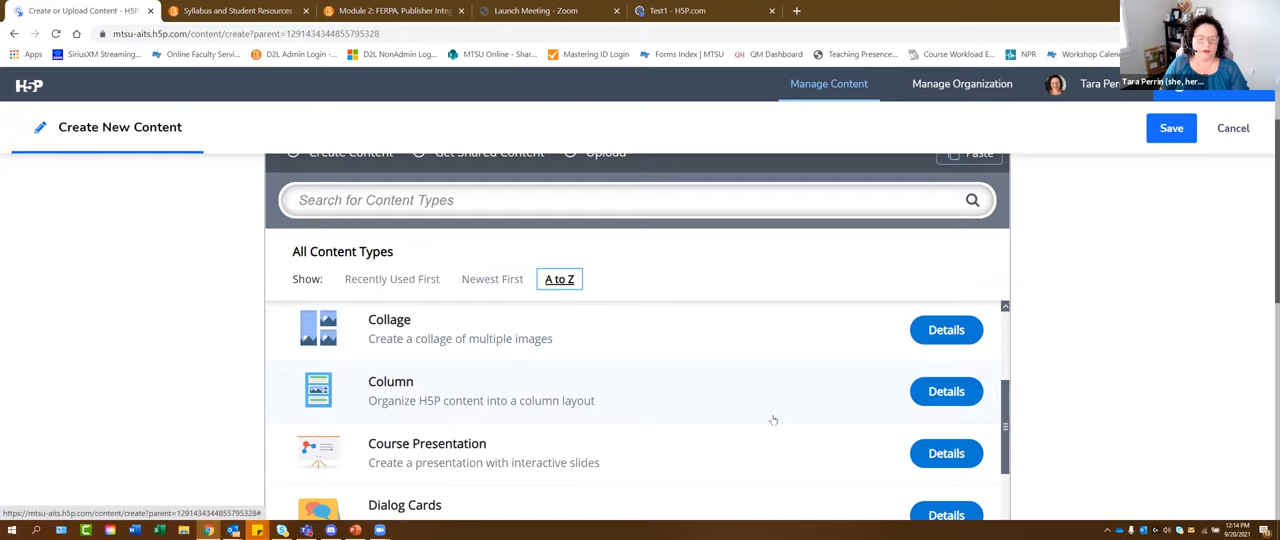 Create or Upload Content - H5P
Syllabus and Student Resources
Module 2: FERPA, Publisher Inte
Launch Meeting - Zoom
Test1 - H5P.com
mtsu-aits.h5p.com/content/create?parent=1291434344855795328
Apps
SiriusXM Streaming...
Online Faculty Servi...
D2L Admin Login -...
D2L NonAdmin Log...
MTSU Online - Shar...
Mastering ID Login
Forms Index | MTSU
QM Dashboard
Teaching Presence...
Course Workload E...
NPR
Workshop Calen
Tara Perrin (she, her...
H5P
Manage Content
Manage Organization
Tara Per
Create New Content
Save
Cancel
Create Content
Get Shared Content
Upload
Paste
Search for Content Types
All Content Types
Show:
Recently Used First
Newest First
A to Z
Collage
Create a collage of multiple images
Details
Column
Organize H5P content into a column layout
Details
Course Presentation
Create a presentation with interactive slides
Details
Dialog Cards
Details
https://mtsu-aits.h5p.com/content/create?parent=1291434344855795328#
12:14 PM
9/20/2021